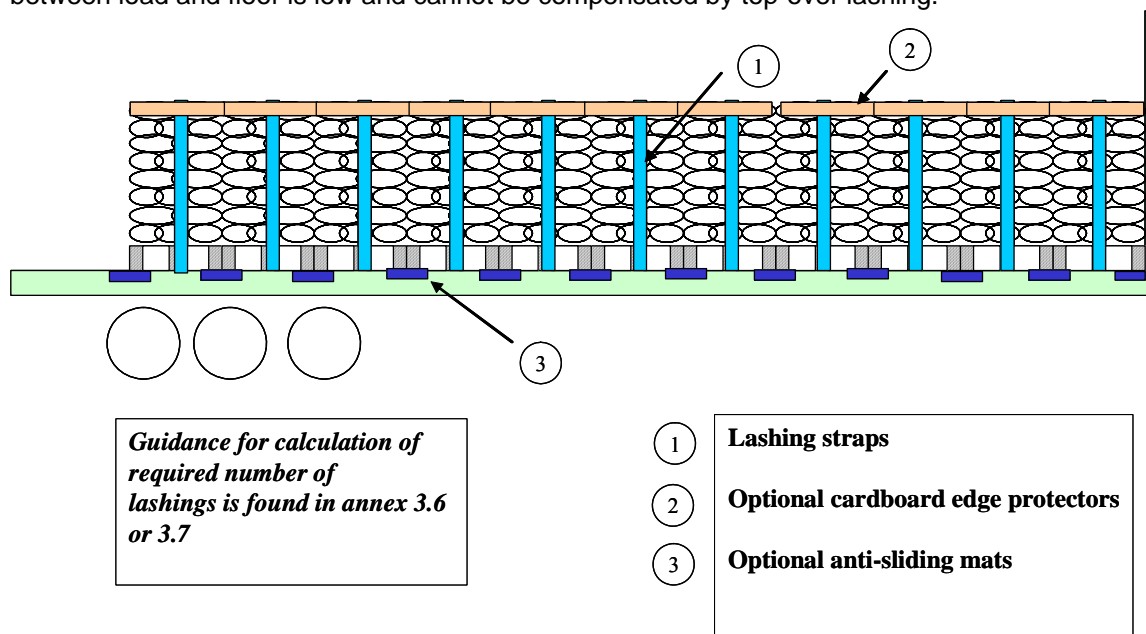 between load and floor is low and cannot be compensated by top-over lashing.
1
2
3
Guidance for calculation of
required number of
lashings is found in annex 3.6
or 3.7
1 Lashing straps
2 Optional cardboard edge protectors
3 Optional anti-sliding mats